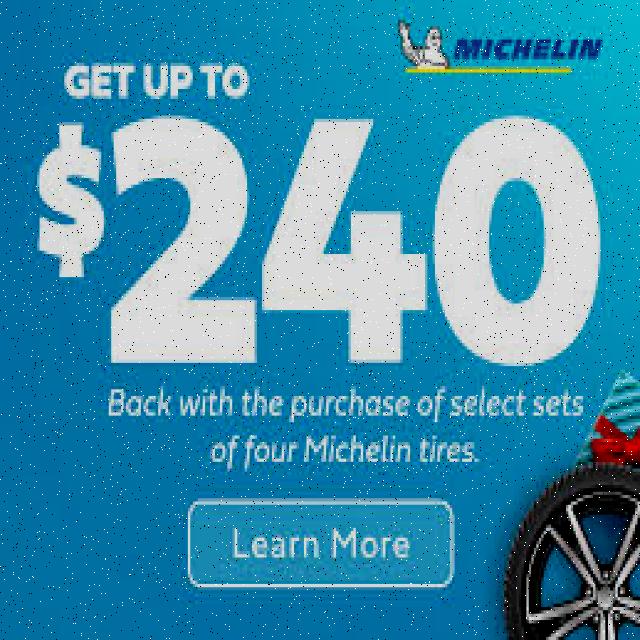 MICHELIN
GET UP TO
$240
Back with the purchase of select sets
of four Michelin tires.
Learn More